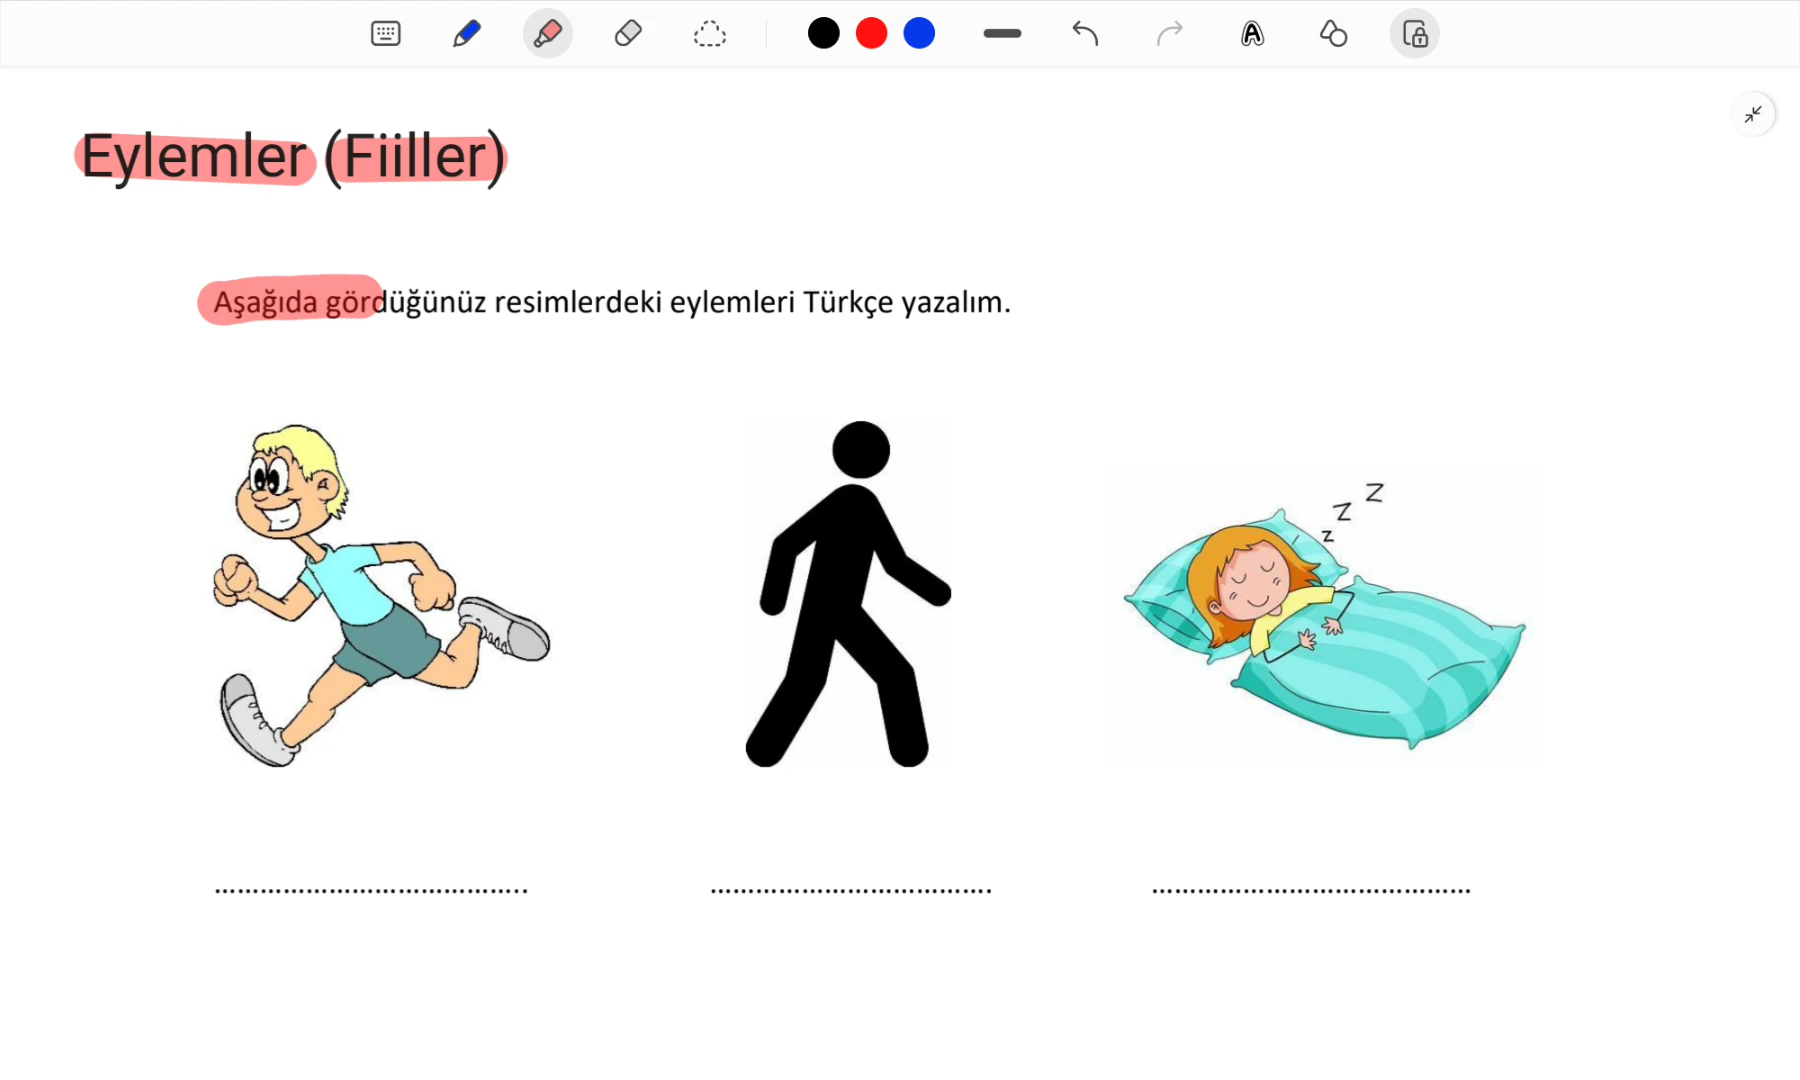 Eylemler (Fiiller)
Aşağıda gördüğünüz resimlerdeki eylemleri Türkçe yazalım.
z z z
........................................ .................................... .........................................